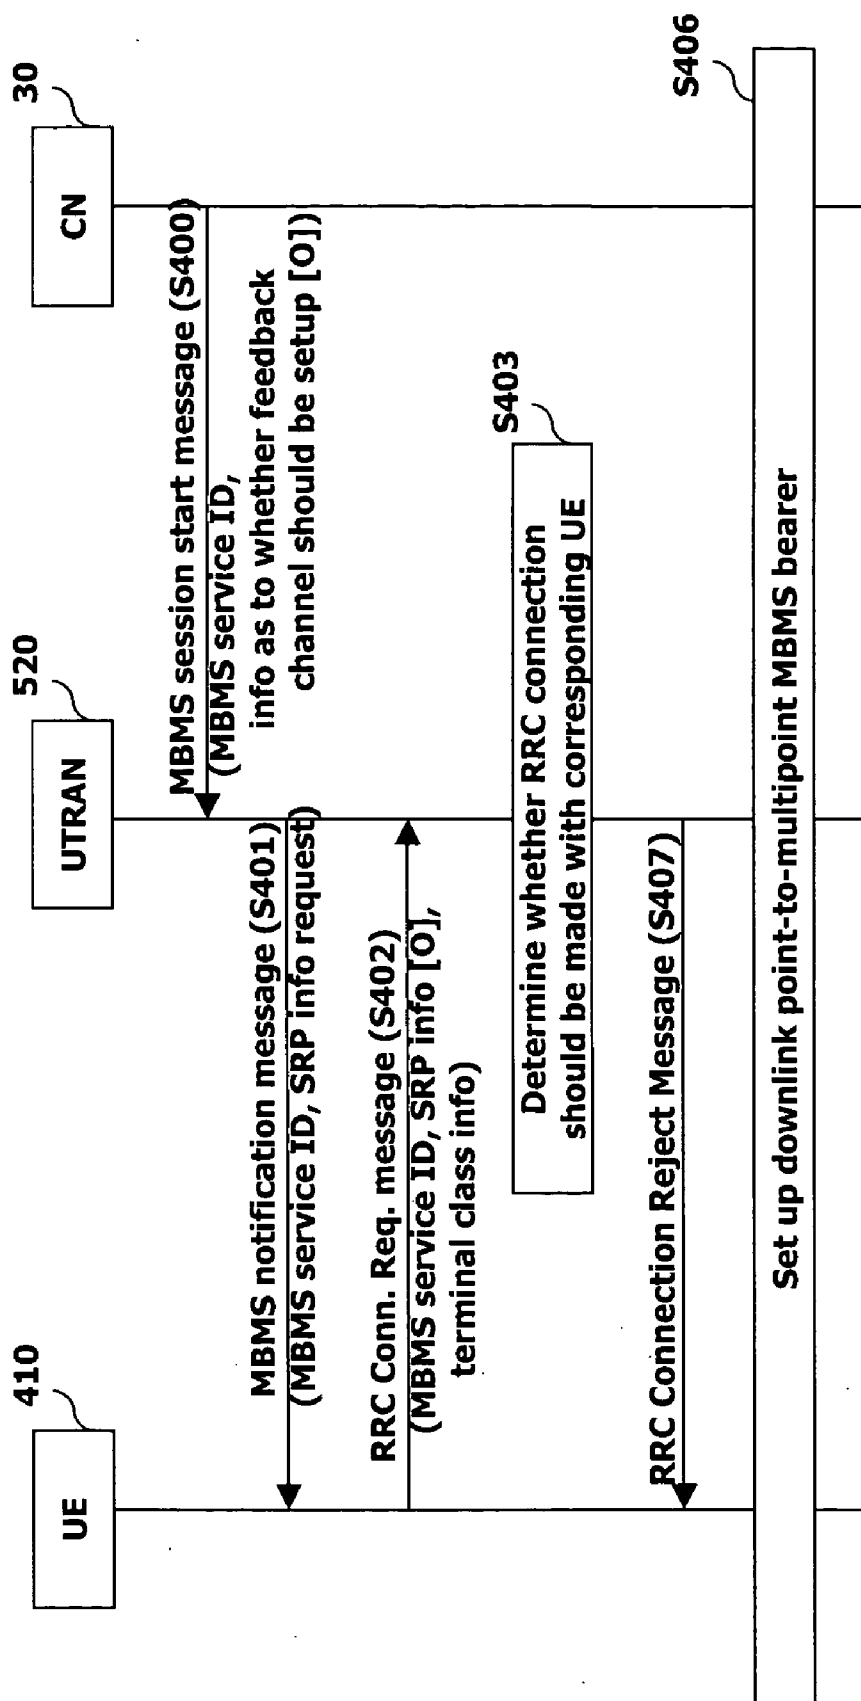 410
UE
520
UTRAN
30
CN
MBMS session start message (S400)
(MBMS service ID,
info as to whether feedback
channel should be setup [O])
MBMS notification message (S401)
(MBMS service ID, SRP info request)
RRC Conn. Req. message (S402)
(MBMS service ID, SRP info [O],
terminal class info)
S403
Determine whether RRC connection
should be made with corresponding UE
RRC Connection Reject Message (S407)
S406
Set up downlink point-to-multipoint MBMS bearer